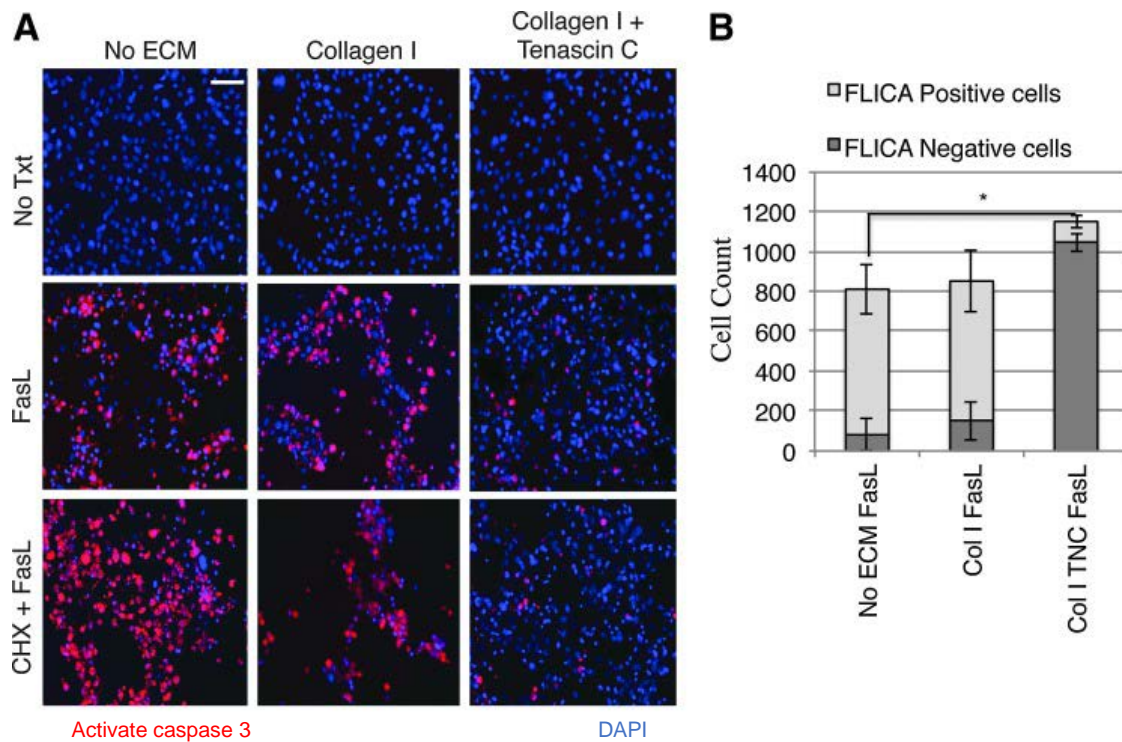 A
No ECM
Collagen I
Collagen I +
Tenascin C
No Txt
FasL
CHX + FasL
Activate caspase 3
DAPI
B
FLICA Positive cells
FLICA Negative cells
Cell Count
1400
1200
1000
800
600
400
200
0
*
No ECM FasL
Col I FasL
Col I TNC FasL